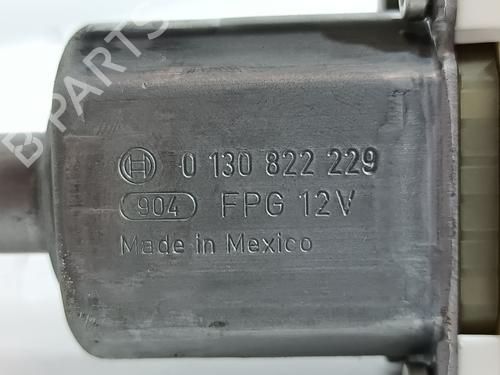 B-PARTS
0 130 822 229
904 FPG 12V
Made in Mexico